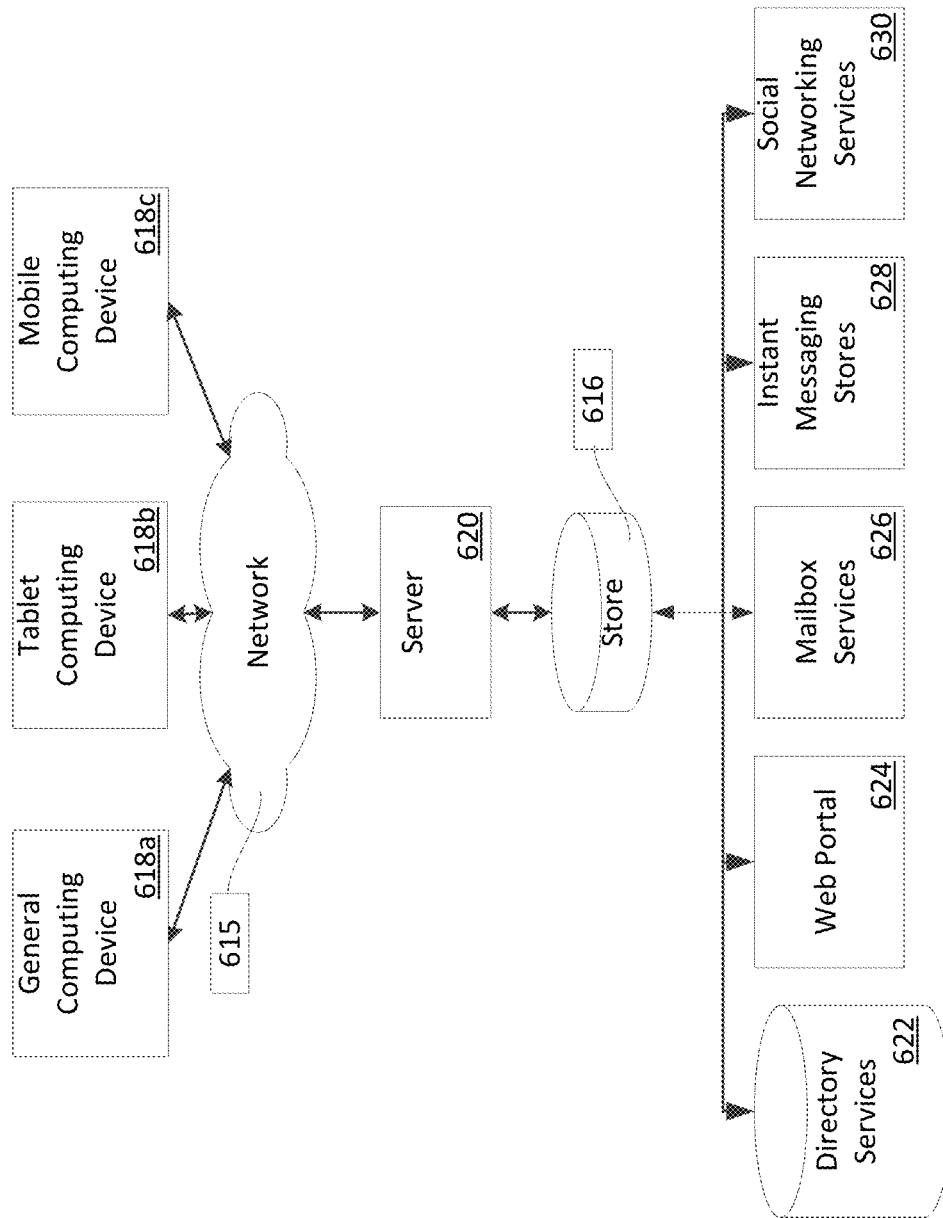 General
Computing
Device
618a
Tablet
Computing
Device
618b
Mobile
Computing
Device
618c
615
Network
Server
620
Store
616
Directory
Services
622
Web Portal
624
Mailbox
Services
626
Instant
Messaging
Stores
628
Social
Networking
Services
630